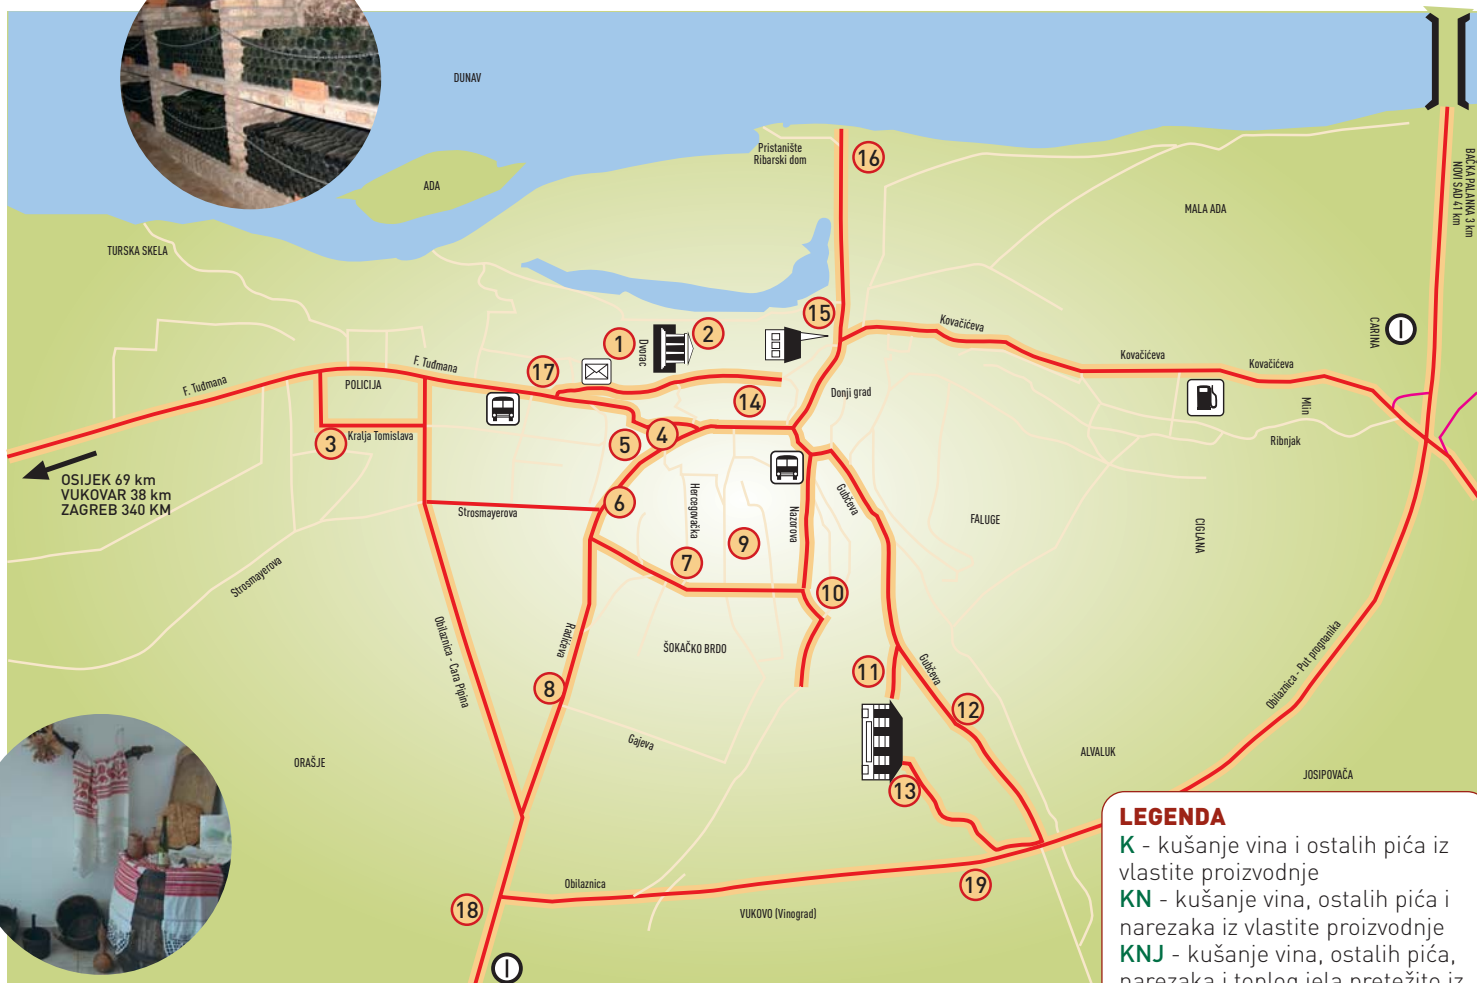 DUNAV
ADA
Pristanište
Ribarski dom
16
MALA ADA
BAČKA PALANKA 3 km
NOVI SAD 41 km
TURSKA SKELA
15
Kovačićeva
CARINA
1
Dvorac
2
Kovačićeva
Kovačićeva
F. Tuđmana
POLICIJA
F. Tuđmana
17
14
Donji grad
Mlin
Ribnjak
3
Kralja Tomislava
5
4
OSIJEK 69 km
VUKOVAR 38 km
ZAGREB 340 KM
Strosmayerova
6
Hercegovačka
Nazorova
Gubčeva
FALUGE
CIGLANA
9
7
10
Strosmayerova
Obilaznica - Cara Pipina
Radićeva
ŠOKAČKO BRDO
11
Gubčeva
Obilaznica - Put prognanika
8
12
Gajeva
ORAŠJE
ALVALUK
JOSIPOVAČA
13
Obilaznica
19
18
VUKOVO (Vinograd)
LEGENDA
K - kušanje vina i ostalih pića iz
vlastite proizvodnje
KN - kušanje vina, ostalih pića i
narezaka iz vlastite proizvodnje
KNJ - kušanje vina, ostalih pića,
narezaka i toplog jela pretežito iz